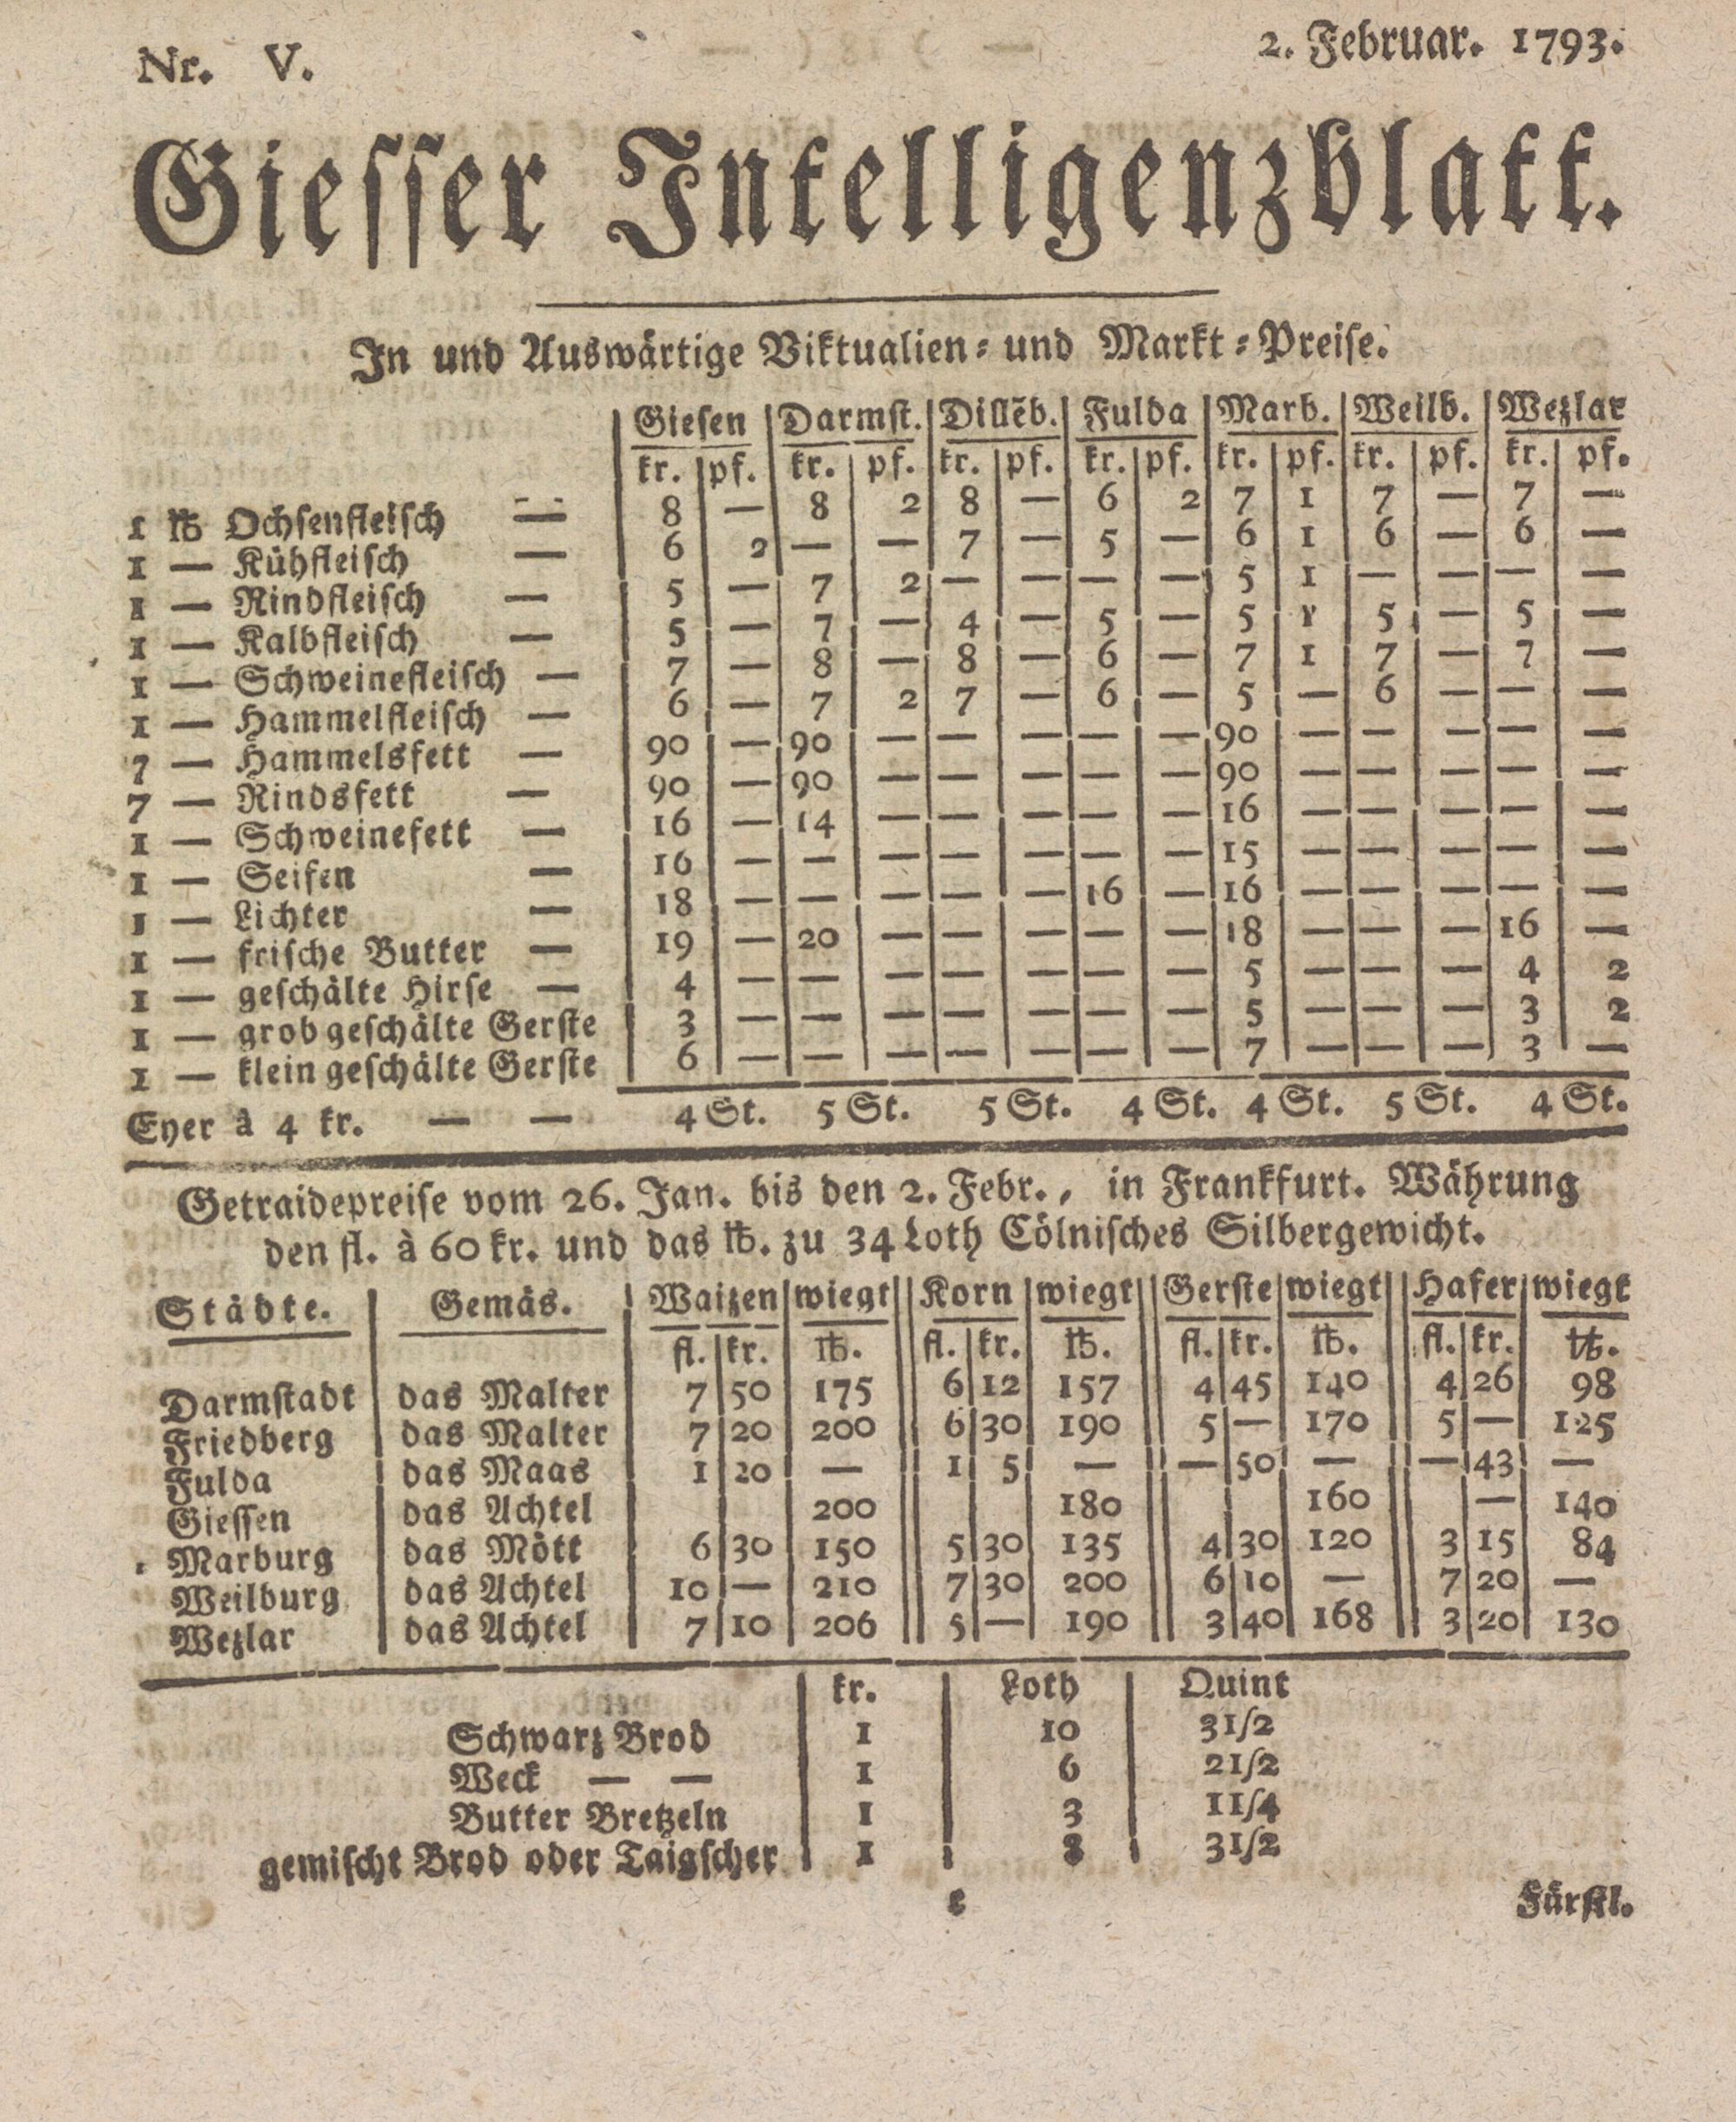 Nr. V. 2. Februar. 1793.
Giesser Intelligenzblatt.
In und Auswärtige Viktualien= und Markt=Preise.
Giesen | Darmst. | Dillēb. | Fulda | Marb. | Weilb. | Wezlar
kr. | pf. | kr. | pf. | kr. | pf. | kr. | pf. | kr. | pf. | kr. | pf. | kr. | pf.
1 ℔ Ochsenfleisch — 8 | — | 8 | 2 | 8 | — | 6 | 2 | 7 | 1 | 7 | — | 7 | —
1 — Kühfleisch — 6 | 2 | — | — | 7 | — | 5 | — | 6 | 1 | 6 | — | 6 | —
1 — Rindfleisch — 5 | — | 7 | 2 | — | — | — | — | 5 | 1 | — | — | — | —
1 — Kalbfleisch — 5 | — | 7 | — | 4 | — | 5 | — | 5 | 1 | 5 | — | 5 | —
1 — Schweinefleisch — 7 | — | 8 | — | 8 | — | 6 | — | 7 | 1 | 7 | — | 7 | —
1 — Hammelfleisch — 6 | — | 7 | 2 | 7 | — | 6 | — | 5 | — | 6 | — | — | —
7 — Hammelsfett — 90 | — | 90 | — | — | — | — | — | 90 | — | — | — | — | —
7 — Rindsfett — 90 | — | 90 | — | — | — | — | — | 90 | — | — | — | — | —
1 — Schweinefett — 16 | — | 14 | — | — | — | — | — | 16 | — | — | — | — | —
1 — Seifen — 16 | — | — | — | — | — | — | — | 15 | — | — | — | — | —
1 — Lichter — 18 | — | — | — | — | — | 16 | — | 16 | — | — | — | — | —
1 — frische Butter — 19 | — | 20 | — | — | — | — | — | 18 | — | — | — | 16 | —
1 — geschälte Hirse — 4 | — | — | — | — | — | — | — | 5 | — | — | — | 4 | 2
1 — grob geschälte Gerste 3 | — | — | — | — | — | — | — | 5 | — | — | — | 3 | 2
1 — klein geschälte Gerste 6 | — | — | — | — | — | — | — | 7 | — | — | — | 3 | —
Eyer à 4 kr. — — 4 St. 5 St. 5 St. 4 St. 4 St. 5 St. 4 St.
Getraidepreise vom 26. Jan. bis den 2. Febr., in Frankfurt. Währung
den fl. à 60 kr. und das ℔. zu 34 Loth Cölnisches Silbergewicht.
Städte. | Gemäs. | Waizen | wiegt || Korn | wiegt || Gerste | wiegt || Hafer | wiegt
fl. | kr. | ℔. || fl. | kr. | ℔. || fl. | kr. | ℔. || fl. | kr. | ℔.
Darmstadt | das Malter | 7 | 50 | 175 || 6 | 12 | 157 || 4 | 45 | 140 || 4 | 26 | 98
Friedberg | das Malter | 7 | 20 | 200 || 6 | 30 | 190 || 5 | — | 170 || 5 | — | 125
Fulda | das Maas | 1 | 20 | — || 1 | 5 | — || — | 50 | — || — | 43 | —
Giessen | das Achtel | | | 200 || | | 180 || | | 160 || | — | 140
Marburg | das Mött | 6 | 30 | 150 || 5 | 30 | 135 || 4 | 30 | 120 || 3 | 15 | 84
Weilburg | das Achtel | 10 | — | 210 || 7 | 30 | 200 || 6 | 10 | — || 7 | 20 | —
Wezlar | das Achtel | 7 | 10 | 206 || 5 | — | 190 || 3 | 40 | 168 || 3 | 20 | 130
kr. | Loth | Quint
Schwarz Brod | 1 | 10 | 3 1/2
Weck — — | 1 | 6 | 2 1/2
Butter Bretzeln | 1 | 3 | 1 1/4
gemischt Brod oder Taigscher | 1 | 8 | 3 1/2
Fürstl.